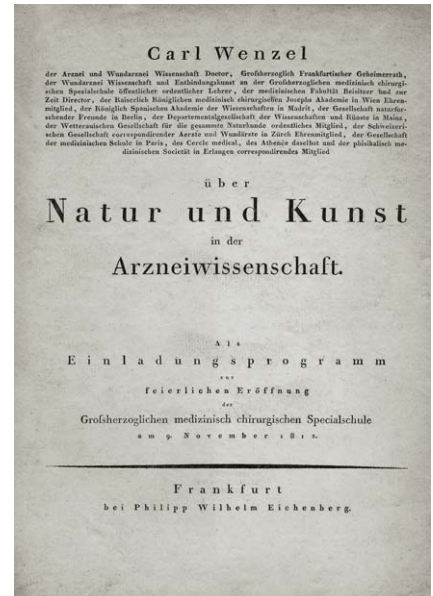 Carl Wenzel
der Arznei und Wundarznei Wissenschaft Doctor, Großherzoglich Frankfurtischer Geheimerrath,
der Wundarznei Wissenschaft und Entbindungskunst an der Großherzoglichen medizinisch chirurgi-
schen Specialschule öffentlicher ordentlicher Lehrer, der medicinischen Fakultät Beisitzer und zur
Zeit Director, der Kaiserlich Königlichen medizinisch chirurgischen Josephs Akademie in Wien Ehren-
mitglied, der Königlich Spanischen Akademie der Wissenschaften in Madrit, der Gesellschaft naturfor-
schender Freunde in Berlin, der Departementalgesellschaft der Wissenschaften und Künste in Mainz,
der Wetterauischen Gesellschaft für die gesammte Naturkunde ordentliches Mitglied, der Schweizeri-
schen Gesellschaft correspondirender Aerzte und Wundärzte in Zürch Ehrenmitglied, der Gesellschaft
der medizinischen Schule in Paris, des Cercle medical, des Athenée daselbst und der phisikalisch me-
dizinischen Societät in Erlangen correspondirendes Mitglied
über
Natur und Kunst
in der
Arzneiwissenschaft.
Als
Einladungsprogramm
zur
feierlichen Eröffnung
der
Großherzoglichen medizinisch chirurgischen Specialschule
am 9. November 1812.
Frankfurt
bei Philipp Wilhelm Eichenberg.